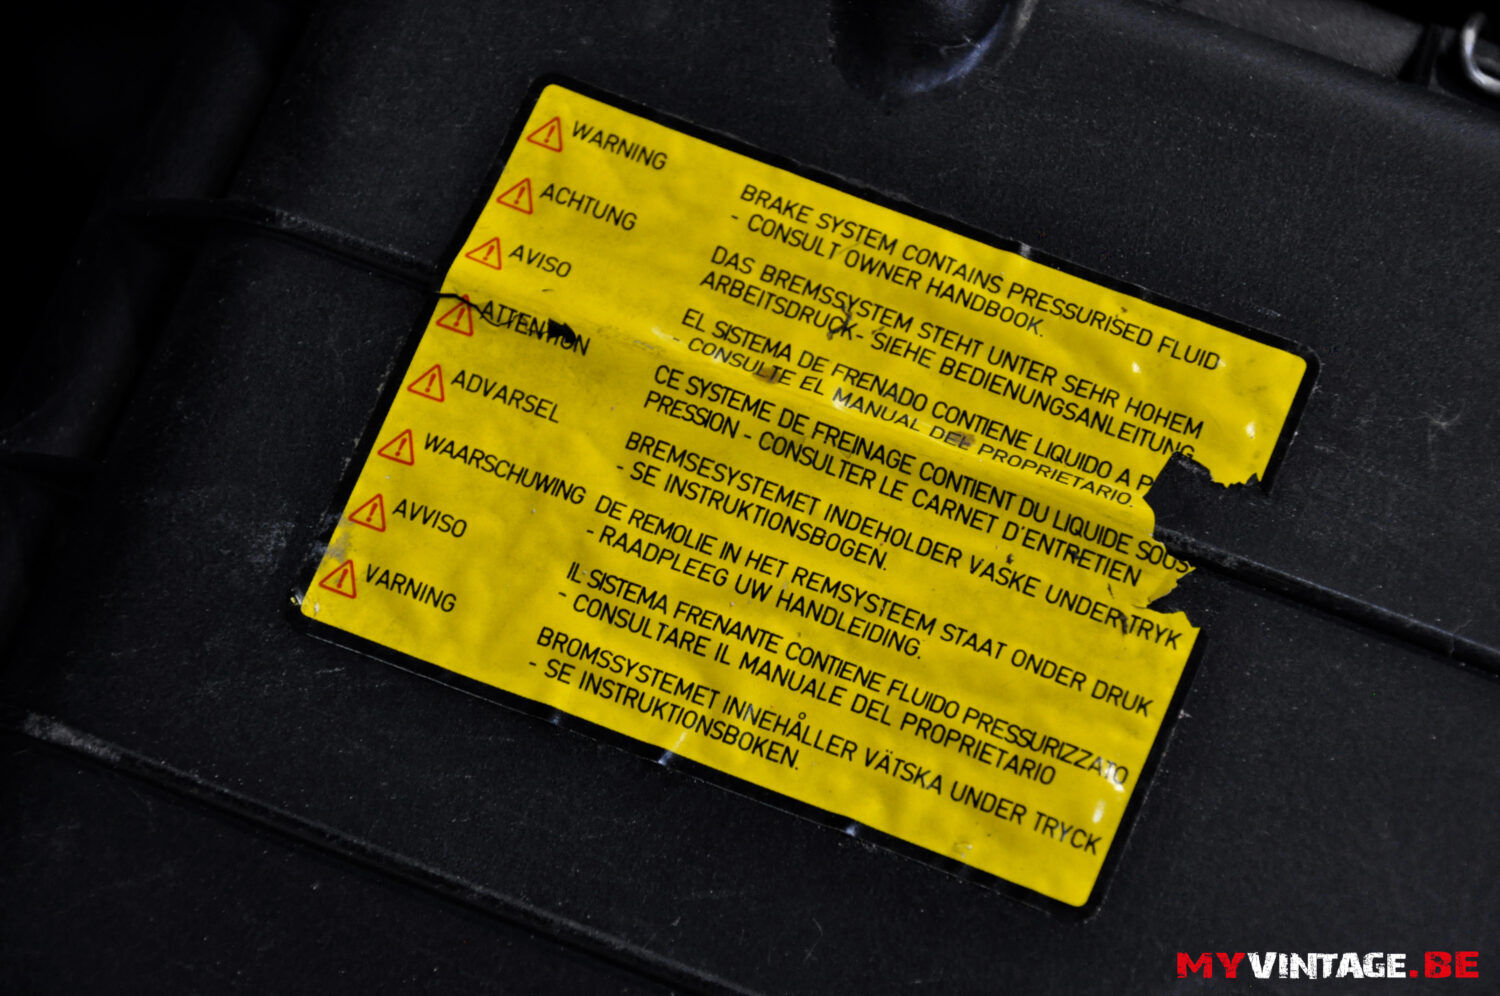 WARNING
BRAKE SYSTEM CONTAINS PRESSURISED FLUID
- CONSULT OWNER HANDBOOK.
ACHTUNG
DAS BREMSSYSTEM STEHT UNTER SEHR HOHEM
ARBEITSDRUCK- SIEHE BEDIENUNGSANLEITUNG
AVISO
EL SISTEMA DE FRENADO CONTIENE LIQUIDO A P
- CONSULTE EL MANUAL DEL PROPRIETARIO.
ATTENTION
CE SYSTEME DE FREINAGE CONTIENT DU LIQUIDE SOUS
PRESSION - CONSULTER LE CARNET D'ENTRETIEN
ADVARSEL
BREMSESYSTEMET INDEHOLDER VASKE UNDER TRYK
- SE INSTRUKTIONSBOGEN.
WAARSCHUWING
DE REMOLIE IN HET REMSYSTEEM STAAT ONDER DRUK
- RAADPLEEG UW HANDLEIDING.
AVVISO
IL SISTEMA FRENANTE CONTIENE FLUIDO PRESSURIZZATO
- CONSULTARE IL MANUALE DEL PROPRIETARIO
VARNING
BROMSSYSTEMET INNEHÅLLER VÄTSKA UNDER TRYCK
- SE INSTRUKTIONSBOKEN.
MYVINTAGE.BE